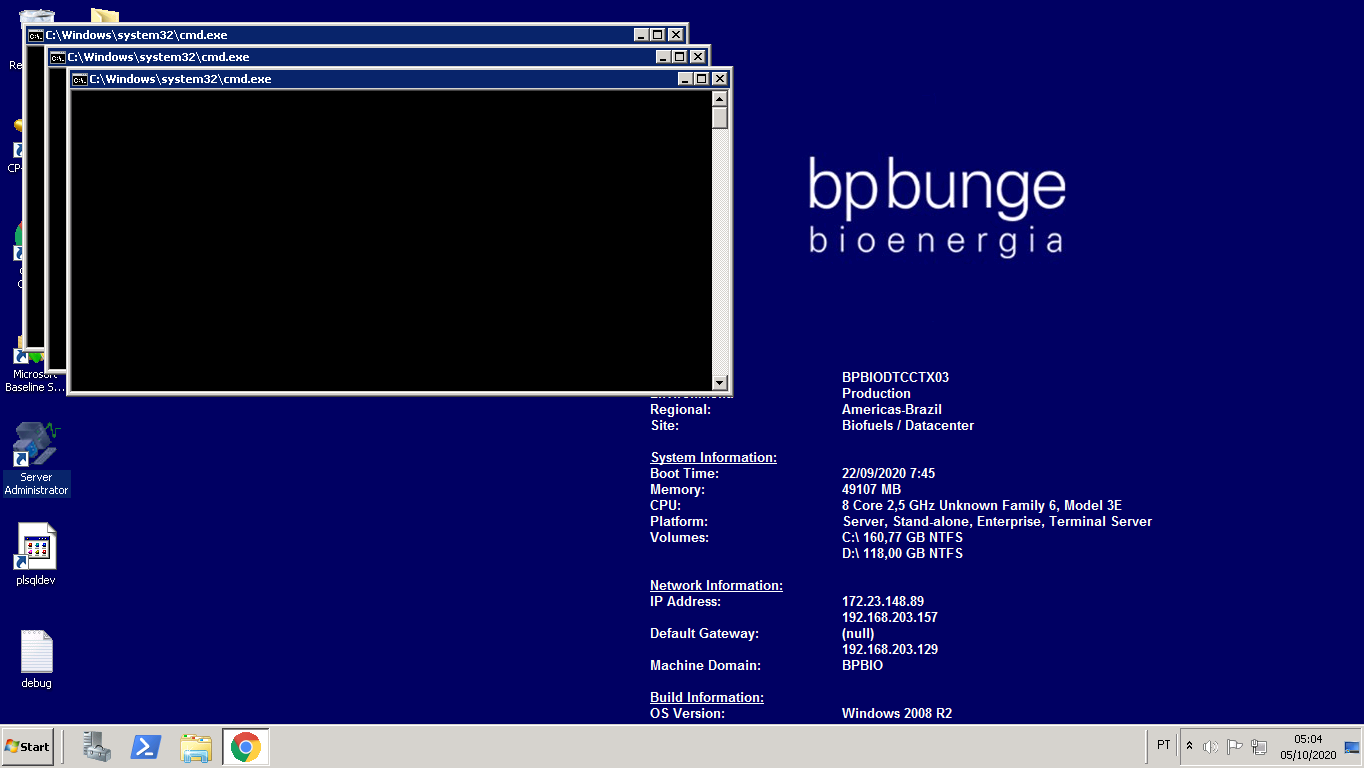 C:\Windows\system32\cmd.exe
C:\Windows\system32\cmd.exe
C:\Windows\system32\cmd.exe
bpbunge
bioenergia
Microsoft
Baseline S...
Server
Administrator
plsqldev
debug
BPBIODTCCTX03
Production
Regional: Americas-Brazil
Site: Biofuels / Datacenter
System Information:
Boot Time: 22/09/2020 7:45
Memory: 49107 MB
CPU: 8 Core 2,5 GHz Unknown Family 6, Model 3E
Platform: Server, Stand-alone, Enterprise, Terminal Server
Volumes: C:\ 160,77 GB NTFS
D:\ 118,00 GB NTFS
Network Information:
IP Address: 172.23.148.89
192.168.203.157
Default Gateway: (null)
192.168.203.129
Machine Domain: BPBIO
Build Information:
OS Version: Windows 2008 R2
Start
PT
05:04
05/10/2020